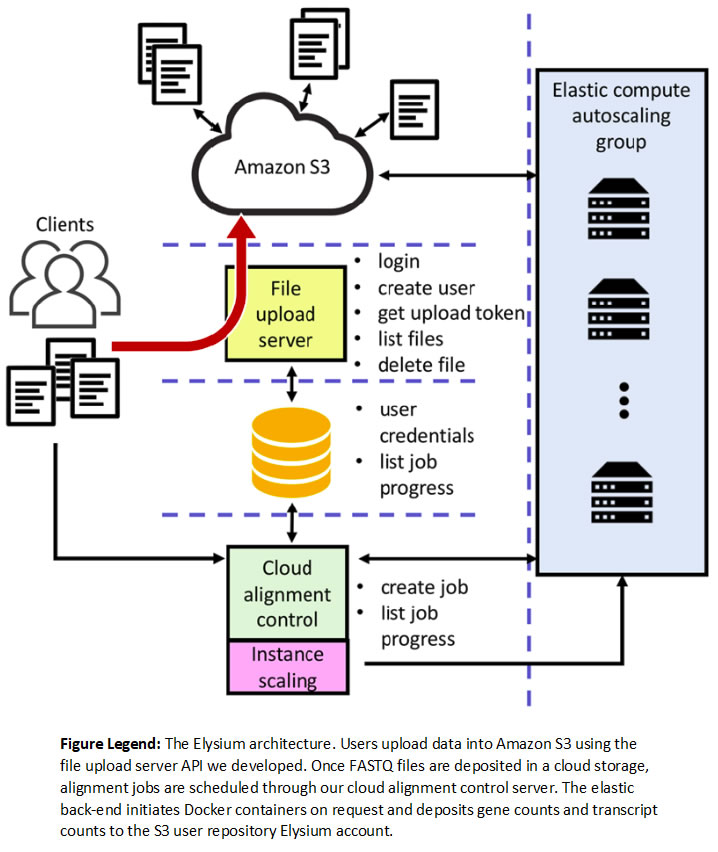 Elastic compute
autoscaling
group
Amazon S3
Clients
File
upload
server
• login
• create user
• get upload token
• list files
• delete file
• user
credentials
• list job
progress
Cloud
alignment
control
• create job
• list job
progress
Instance
scaling
Figure Legend: The Elysium architecture. Users upload data into Amazon S3 using the
file upload server API we developed. Once FASTQ files are deposited in a cloud storage,
alignment jobs are scheduled through our cloud alignment control server. The elastic
back-end initiates Docker containers on request and deposits gene counts and transcript
counts to the S3 user repository Elysium account.